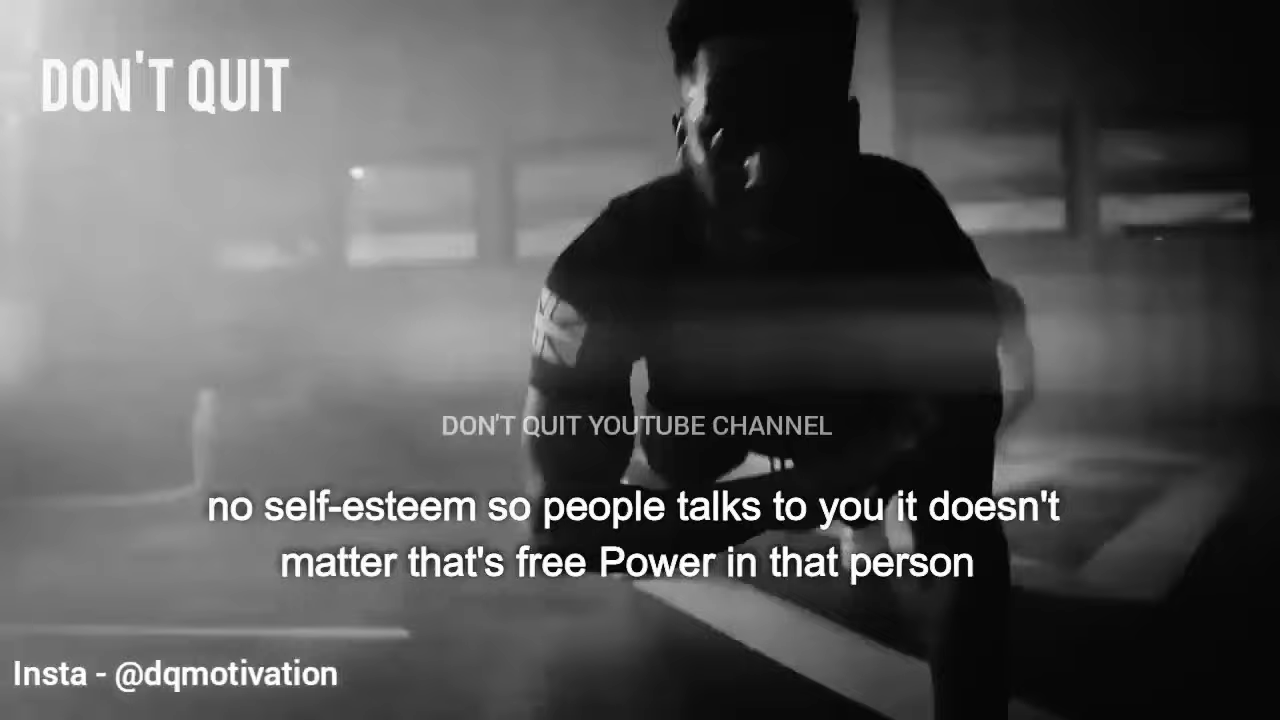 DON'T QUIT
DON'T QUIT YOUTUBE CHANNEL
no self-esteem so people talks to you it doesn't
matter that's free Power in that person
Insta - @dqmotivation